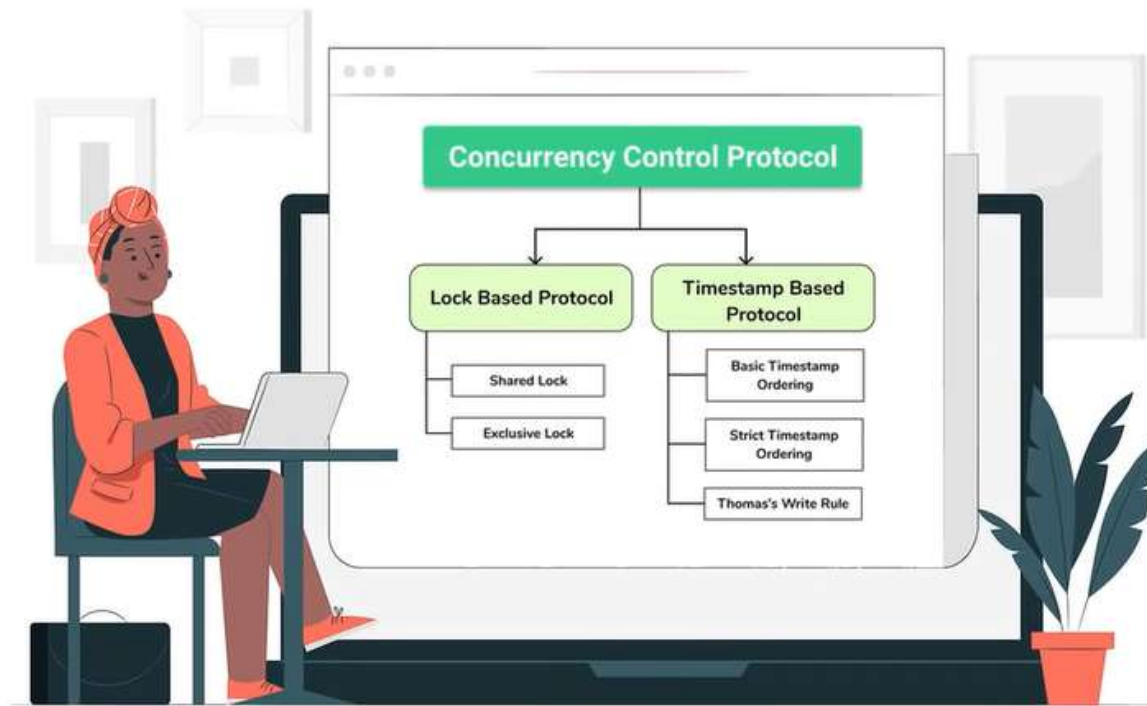 Concurrency Control Protocol
Lock Based Protocol
Shared Lock
Exclusive Lock
Timestamp Based
Protocol
Basic Timestamp
Ordering
Strict Timestamp
Ordering
Thomas's Write Rule